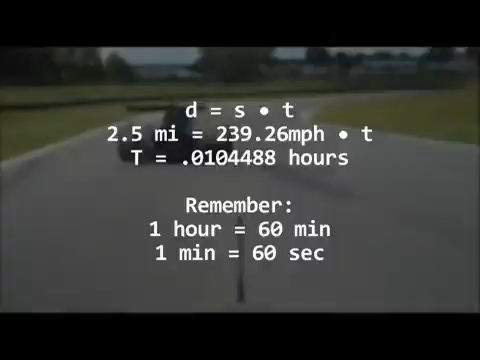 d = s • t
2.5 mi = 239.26mph • t
T = .0104488 hours
Remember:
1 hour = 60 min
1 min = 60 sec